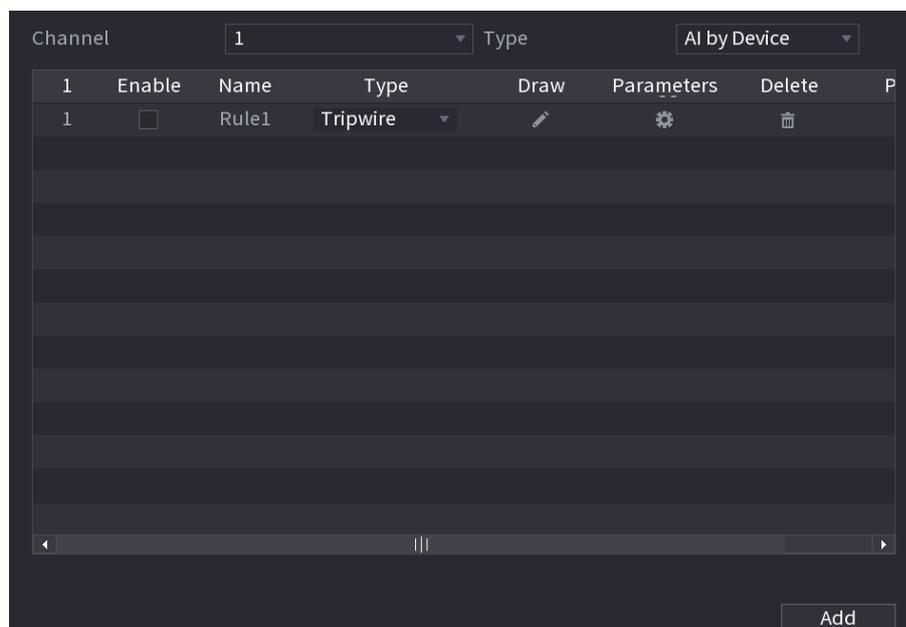 Channel 1 Type AI by Device
1 Enable Name Type Draw Parameters Delete P
1 Rule1 Tripwire
Add